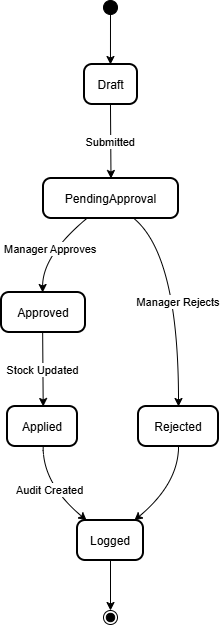 Draft
Submitted
PendingApproval
Manager Approves
Manager Rejects
Approved
Stock Updated
Applied
Rejected
Audit Created
Logged